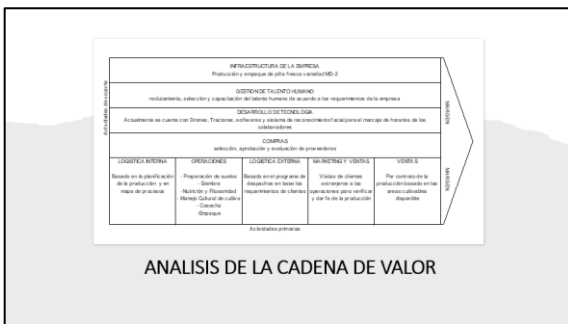 INFRAESTRUCTURA DE LA EMPRESA
Producción y empaque de piña fresca variedad MD-2
GESTION DE TALENTO HUMANO
reclutamiento, selección y capacitación del talento humano de acuerdo a los requerimientos de la empresa
DESARROLLO DE TECNOLOGIA
Actualmente se cuenta con Drones, Tractores, softwares y sistema de reconocimiento facial para el marcaje de horarios de los
colaboradores
COMPRAS
selección, aprobación y evaluación de proveedores
Actividades de soporte
MARGEN
LOGISTICA INTERNA
Basada en la planificación
de la producción y en
mapa de procesos
OPERACIONES
- Preparación de suelos
- Siembra
- Nutrición y Fitosanidad
- Manejo Cultural de cultivo
- Cosecha
-Empaque
LOGISTICA EXTERNA
Basada en el programa de
despachos en base los
requerimientos de clientes
MARKETING Y VENTAS
Visitas de clientes
extranjeros a las
operaciones para verificar
y dar fe de la producción
VENTAS
Por contrato de la
producción basado en las
areas cultivables
disponible
MARGEN
Actividades primarias
ANALISIS DE LA CADENA DE VALOR